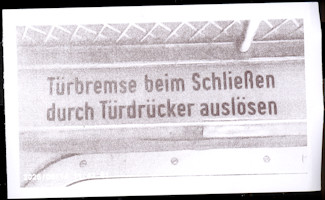 Türbremse beim Schließen
durch Türdrücker auslösen